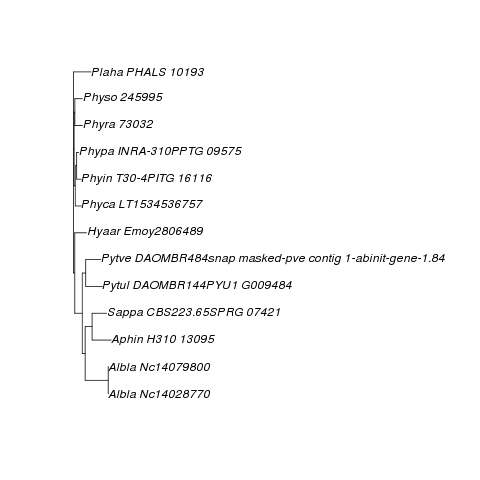 Plaha PHALS 10193
Physo 245995
Phyra 73032
Phypa INRA-310PPTG 09575
Phyin T30-4PITG 16116
Phyca LT1534536757
Hyaar Emoy2806489
Pytve DAOMBR484snap masked-pve contig 1-abinit-gene-1.84
Pytul DAOMBR144PYU1 G009484
Sappa CBS223.65SPRG 07421
Aphin H310 13095
Albla Nc14079800
Albla Nc14028770